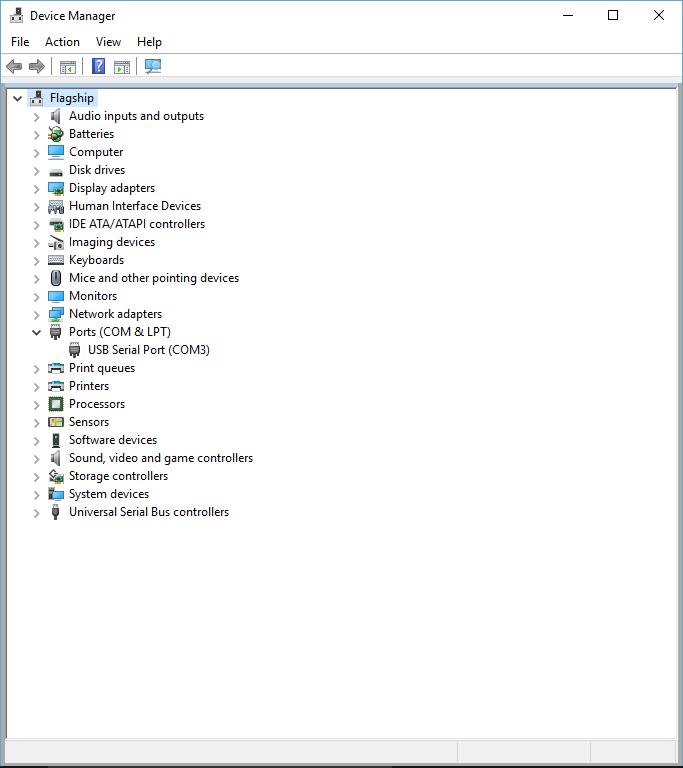 Device Manager
File Action View Help
Flagship
Audio inputs and outputs
Batteries
Computer
Disk drives
Display adapters
Human Interface Devices
IDE ATA/ATAPI controllers
Imaging devices
Keyboards
Mice and other pointing devices
Monitors
Network adapters
Ports (COM & LPT)
USB Serial Port (COM3)
Print queues
Printers
Processors
Sensors
Software devices
Sound, video and game controllers
Storage controllers
System devices
Universal Serial Bus controllers